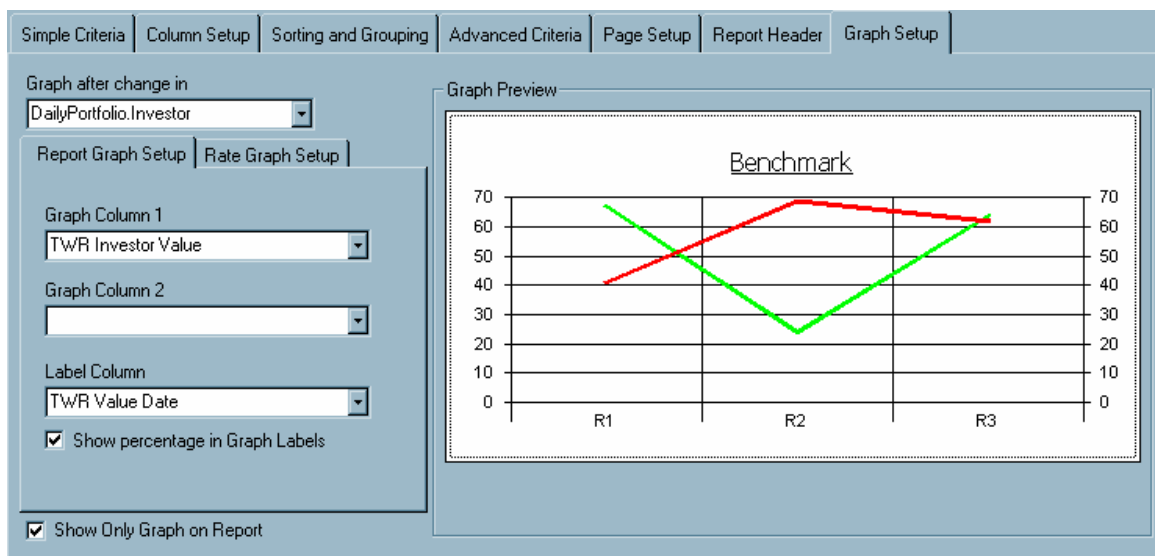 Simple Criteria Column Setup Sorting and Grouping Advanced Criteria Page Setup Report Header Graph Setup
Graph after change in
DailyPortfolio.Investor
Report Graph Setup Rate Graph Setup
Graph Column 1
TWR Investor Value
Graph Column 2
Label Column
TWR Value Date
Show percentage in Graph Labels
Show Only Graph on Report
Graph Preview
Benchmark
70 70
60 60
50 50
40 40
30 30
20 20
10 10
0 0
R1 R2 R3